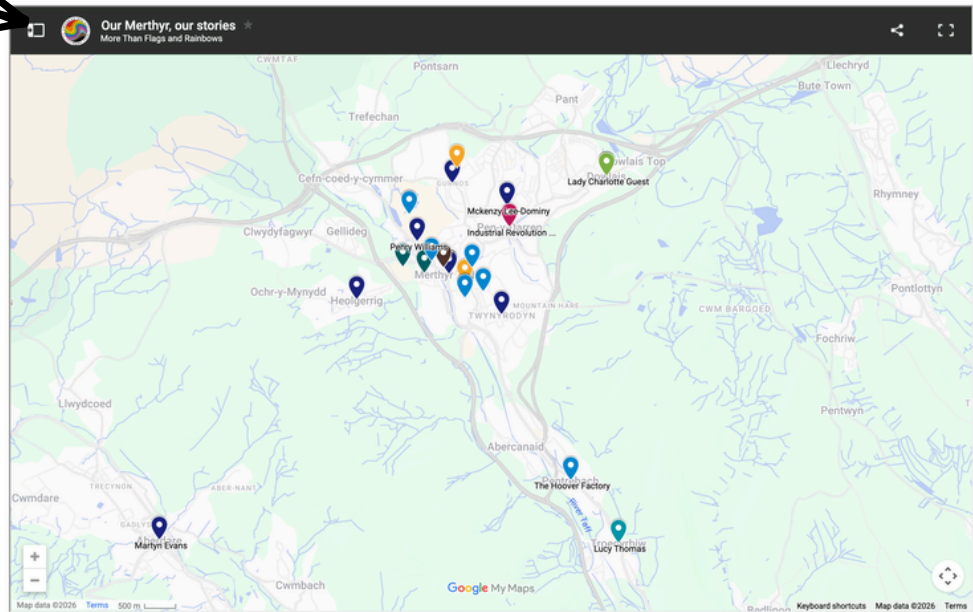 Our Merthyr, our stories
More Than Flags and Rainbows
CWMTAF
Pontsarn
Llechryd
Bute Town
Pant
Trefechan
Cefn-coed-y-cymmer
GURNOS
Dowlais Top
Lady Charlotte Guest
Rhymney
Mckenzy Lee-Dominy
Clwydyfagwyr
Gellideg
Industrial Revolution ...
Percy Williams
Merthyr
Ochr-y-Mynydd
Heolgerrig
Pontlottyn
MOUNTAIN HARE
CWM BARGOED
TWYNYRODYN
Fochriw
Llwydcoed
Pentwyn
Abercanaid
TRECYNON
ABER-NANT
The Hoover Factory
Cwmdare
River Taff
Martyn Evans
Lucy Thomas
Cwmbach
Google My Maps
Map data ©2026 Terms 500 m
Keyboard shortcuts Map data ©2026 Terms